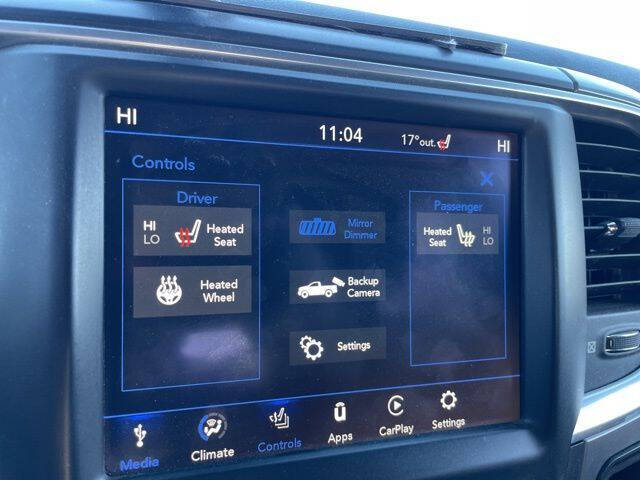 HI 11:04 17°out. HI
Controls X
Driver
HI
LO
Heated
Seat
Heated
Wheel
Mirror
Dimmer
Backup
Camera
Settings
Passenger
Heated
Seat
HI
LO
Media
Climate
Controls
Apps
CarPlay
Settings